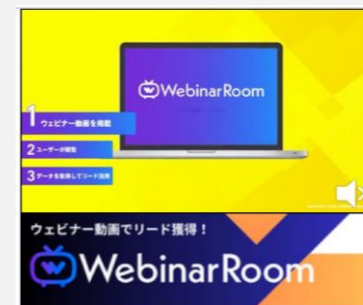 WebinarRoom
1 ウェビナー動画を掲載
2 ユーザーが視聴
3 データを取得してリード活用
ウェビナー動画でリード獲得！
WebinarRoom